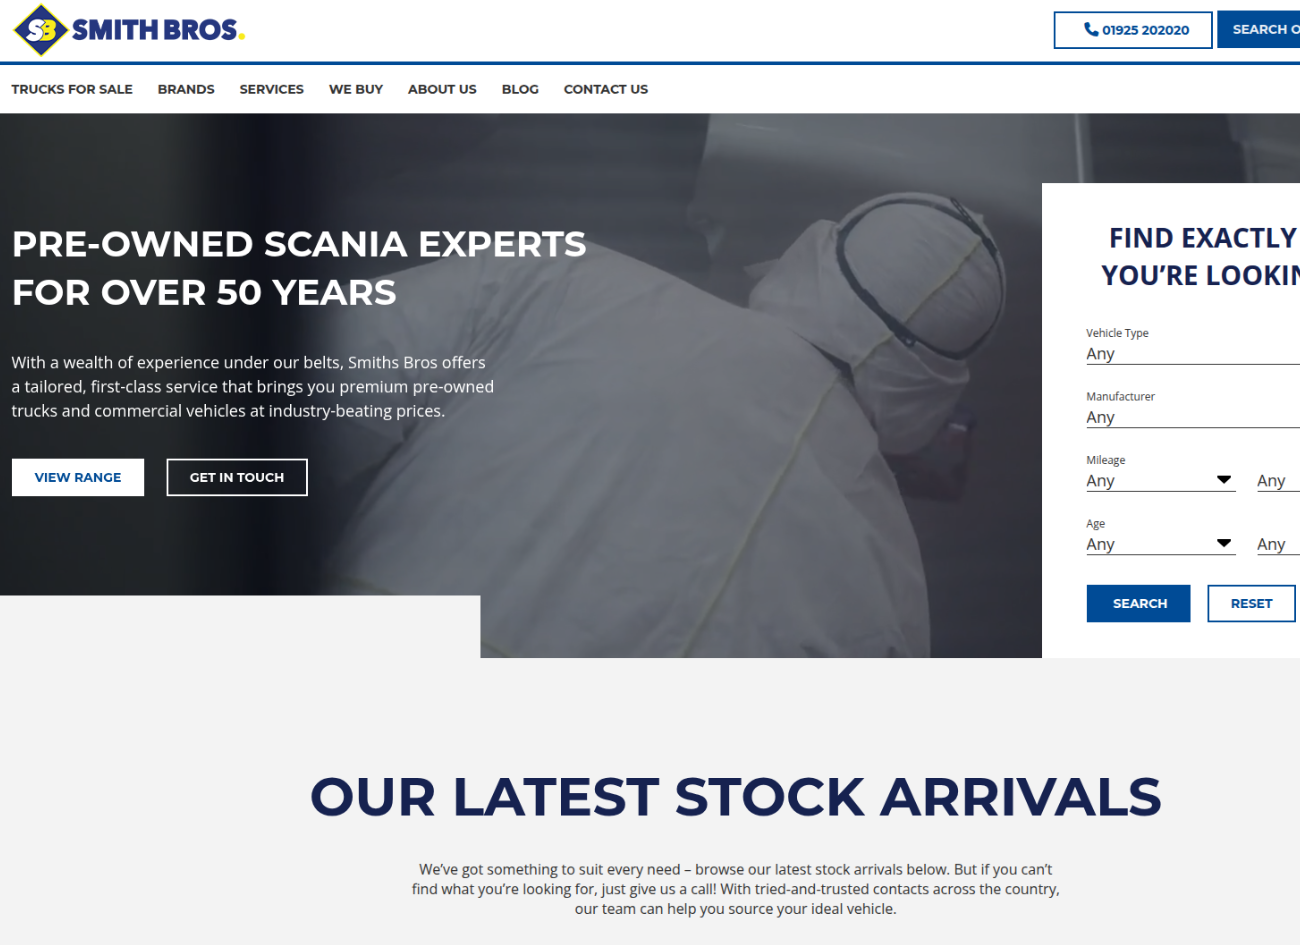 SB SMITH BROS.
01925 202020
SEARCH O
TRUCKS FOR SALE
BRANDS
SERVICES
WE BUY
ABOUT US
BLOG
CONTACT US
PRE-OWNED SCANIA EXPERTS
FOR OVER 50 YEARS
With a wealth of experience under our belts, Smiths Bros offers
a tailored, first-class service that brings you premium pre-owned
trucks and commercial vehicles at industry-beating prices.
VIEW RANGE
GET IN TOUCH
FIND EXACTLY
YOU’RE LOOKIN
Vehicle Type
Any
Manufacturer
Any
Mileage
Any
Any
Age
Any
Any
SEARCH
RESET
OUR LATEST STOCK ARRIVALS
We’ve got something to suit every need – browse our latest stock arrivals below. But if you can’t
find what you’re looking for, just give us a call! With tried-and-trusted contacts across the country,
our team can help you source your ideal vehicle.